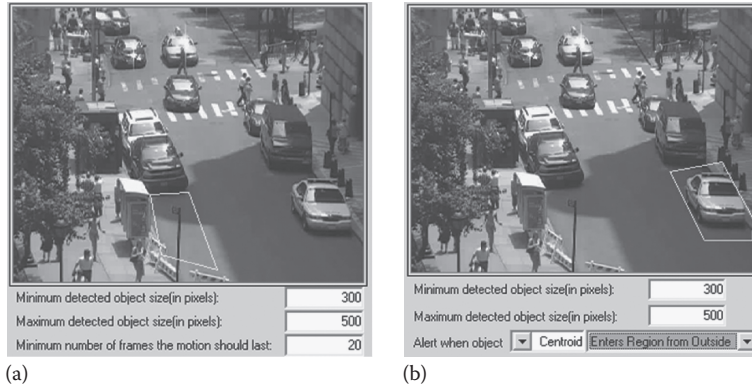 Minimum detected object size(in pixels): 300
Maximum detected object size(in pixels): 500
Minimum number of frames the motion should last: 20
(a)
Minimum detected object size(in pixels): 300
Maximum detected object size(in pixels): 500
Alert when object Centroid Enters Region from Outside
(b)